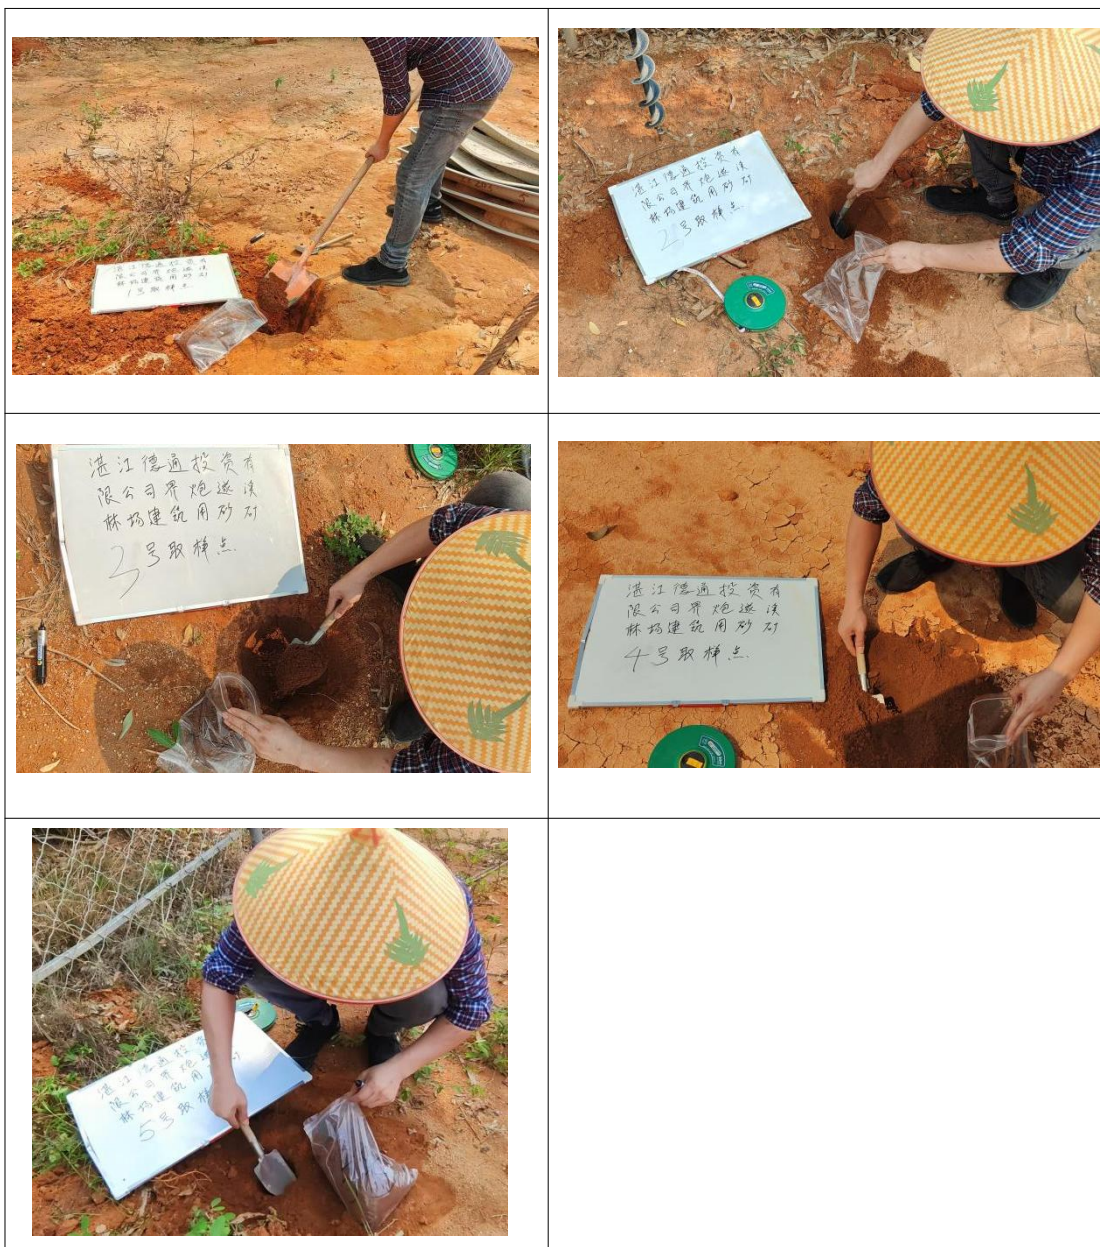 湛江德通投资有
限公司界炮遂溪
林场建筑用砂矿
1号取样点
湛江德通投资有
限公司界炮遂溪
林场建筑用砂矿
2号取样点
湛江德通投资有
限公司界炮遂溪
林场建筑用砂矿
3号取样点
湛江德通投资有
限公司界炮遂溪
林场建筑用砂矿
4号取样点
湛江德通投
限公司界炮遂
林场建筑用 矿
5号取样